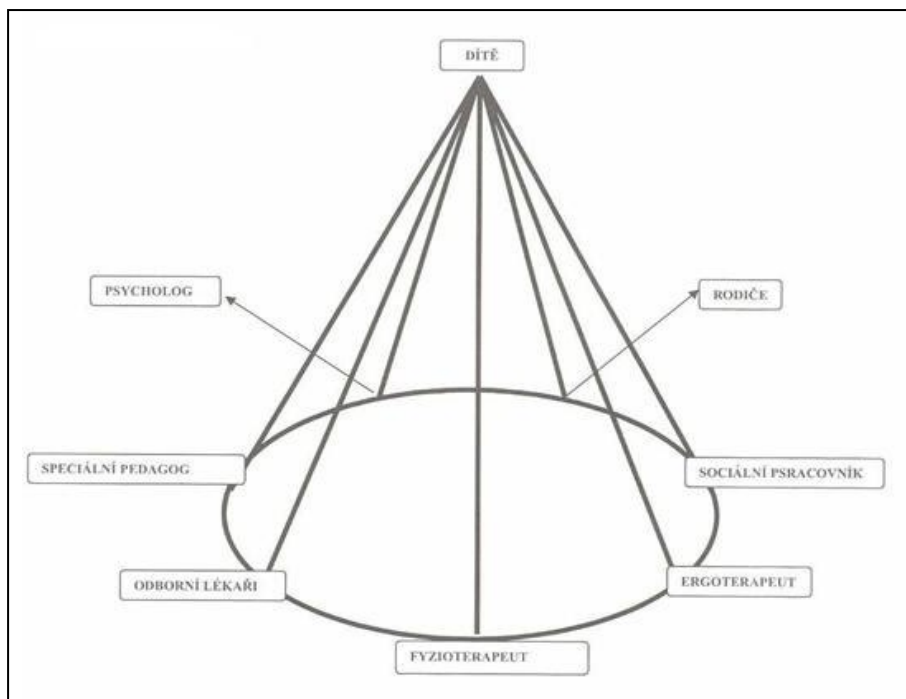 DÍTĚ
PSYCHOLOG
RODIČE
SPECIÁLNÍ PEDAGOG
SOCIÁLNÍ PSRACOVNÍK
ODBORNÍ LÉKAŘI
ERGOTERAPEUT
FYZIOTERAPEUT